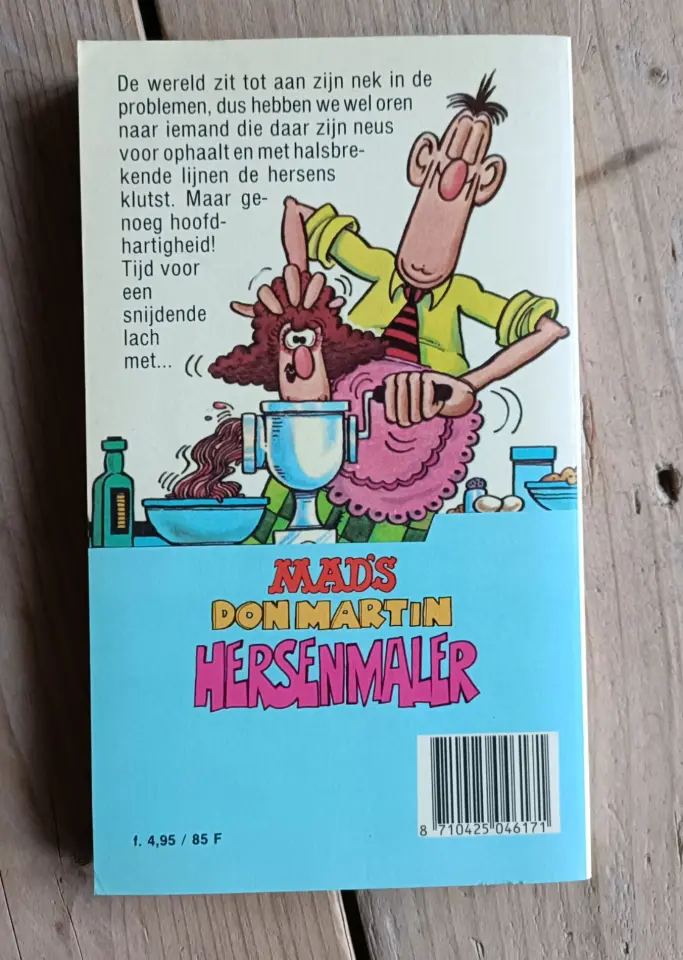 De wereld zit tot aan zijn nek in de
problemen, dus hebben we wel oren
naar iemand die daar zijn neus
voor ophaalt en met halsbre-
kende lijnen de hersens
klutst. Maar ge-
noeg hoofd-
hartigheid!
Tijd voor
een
snijdende
lach
met...
MAD'S
DON MARTIN
HERSENMALER
8 710425 046171
f. 4,95 / 85 F